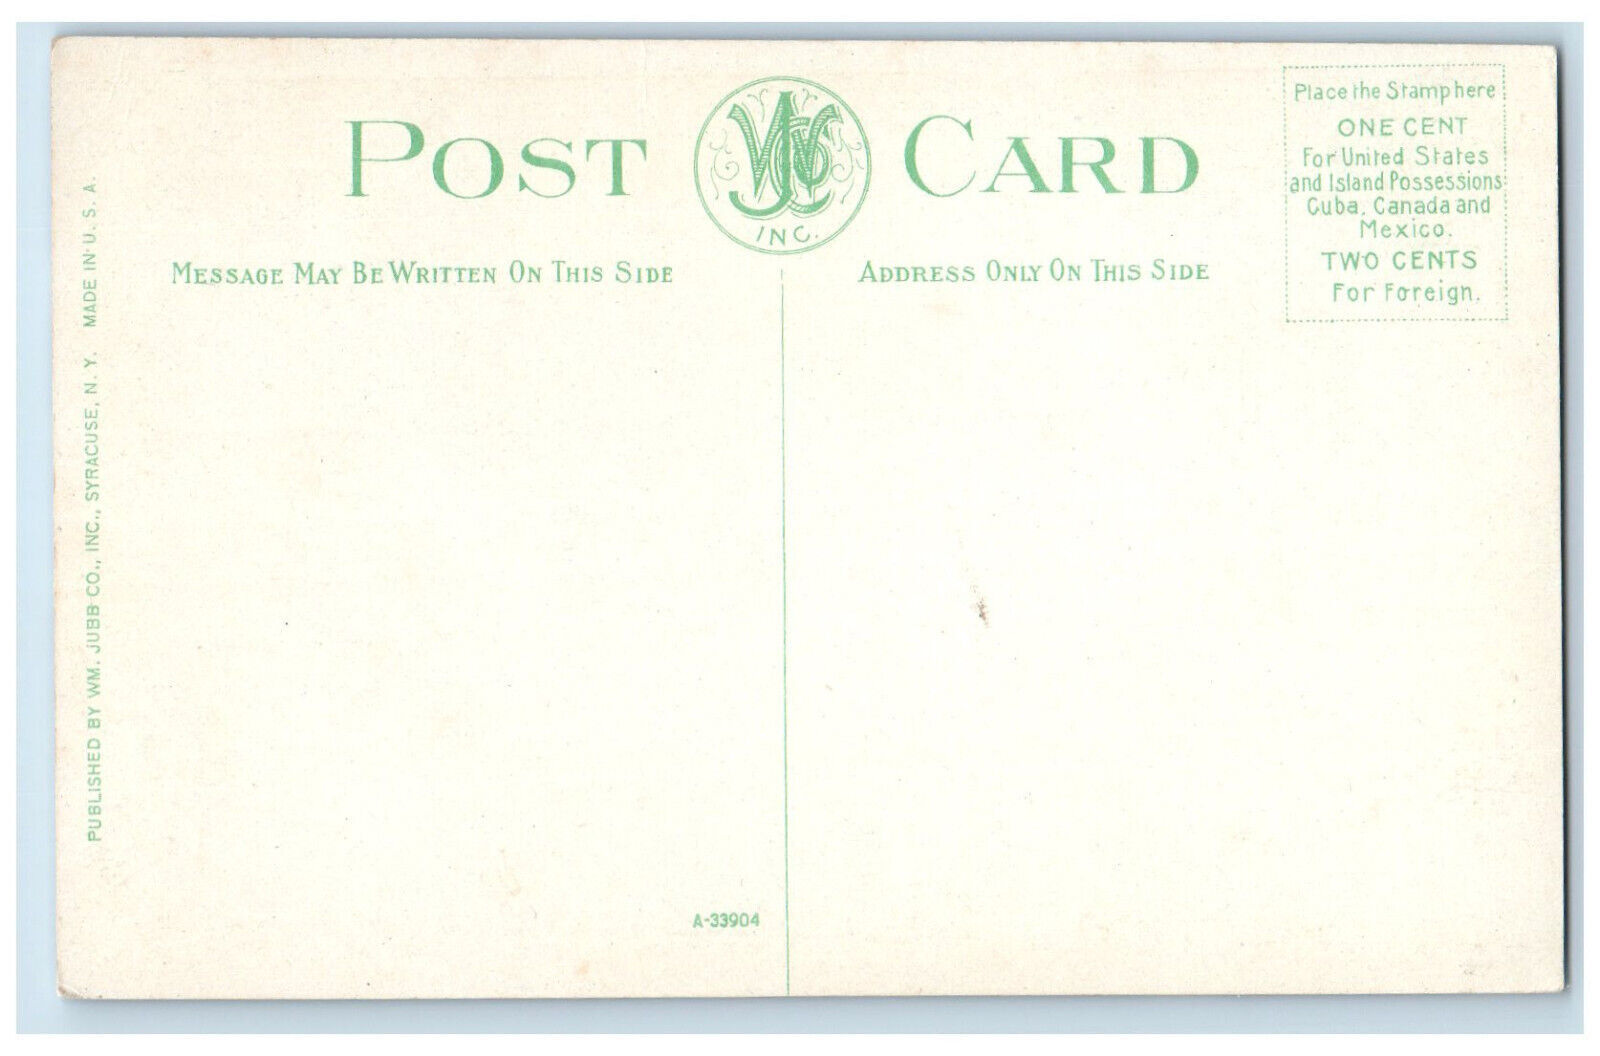 POST CARD
WJCO
INC.
Place the Stamp here
ONE CENT
For United States
and Island Possessions
Cuba, Canada and
Mexico.
TWO CENTS
For Foreign.
MESSAGE MAY BE WRITTEN ON THIS SIDE
ADDRESS ONLY ON THIS SIDE
PUBLISHED BY WM. JUBB CO., INC., SYRACUSE, N. Y. MADE IN U. S. A.
A-33904